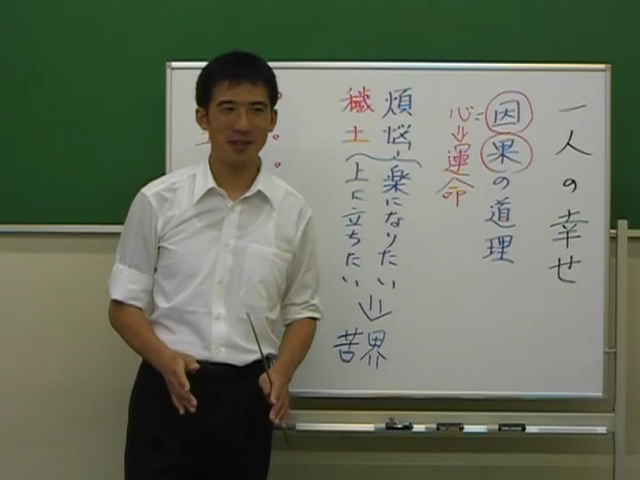 一人の幸せ
因果の道理
心⇒運命
煩悩
楽になりたい⇒苦界
穢土
上に立ちたい